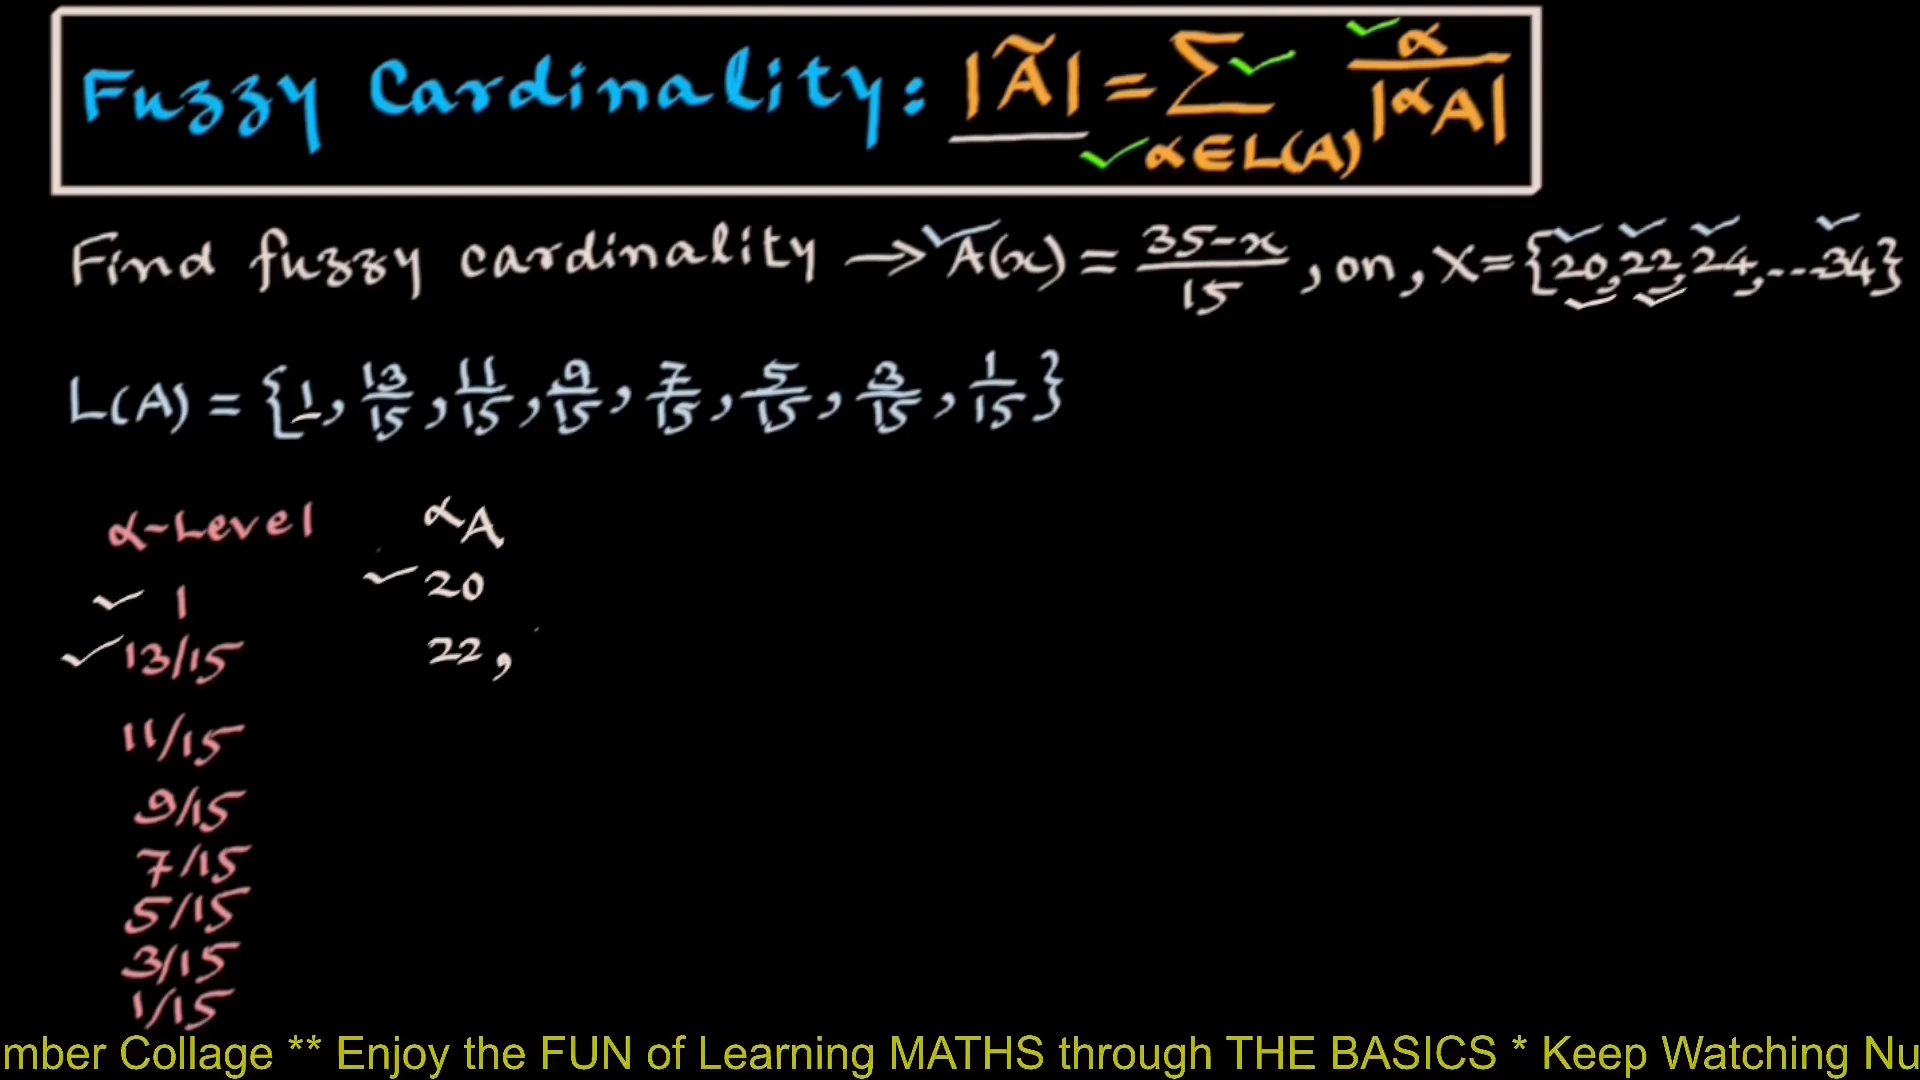 Fuzzy Cardinality: |Ã| = Σ α∈L(A) α/|αA|
Find fuzzy cardinality → A(x) = 35-x/15, on, X={20,22,24,...34}
L(A) = {1, 13/15, 11/15, 9/15, 7/15, 5/15, 3/15, 1/15}
α-Level αA
1 20
13/15 22,
11/15
9/15
7/15
5/15
3/15
1/15
mber Collage ** Enjoy the FUN of Learning MATHS through THE BASICS * Keep Watching Nu